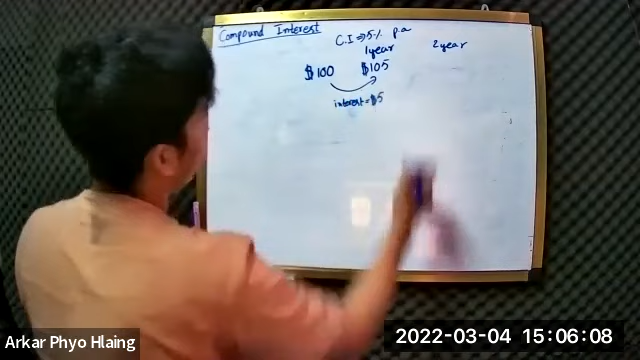 Compound Interest
C.I ⇒ 5% p.a
1year 2year
$100 $105
interest = $5
Arkar Phyo Hlaing
2022-03-04 15:06:08